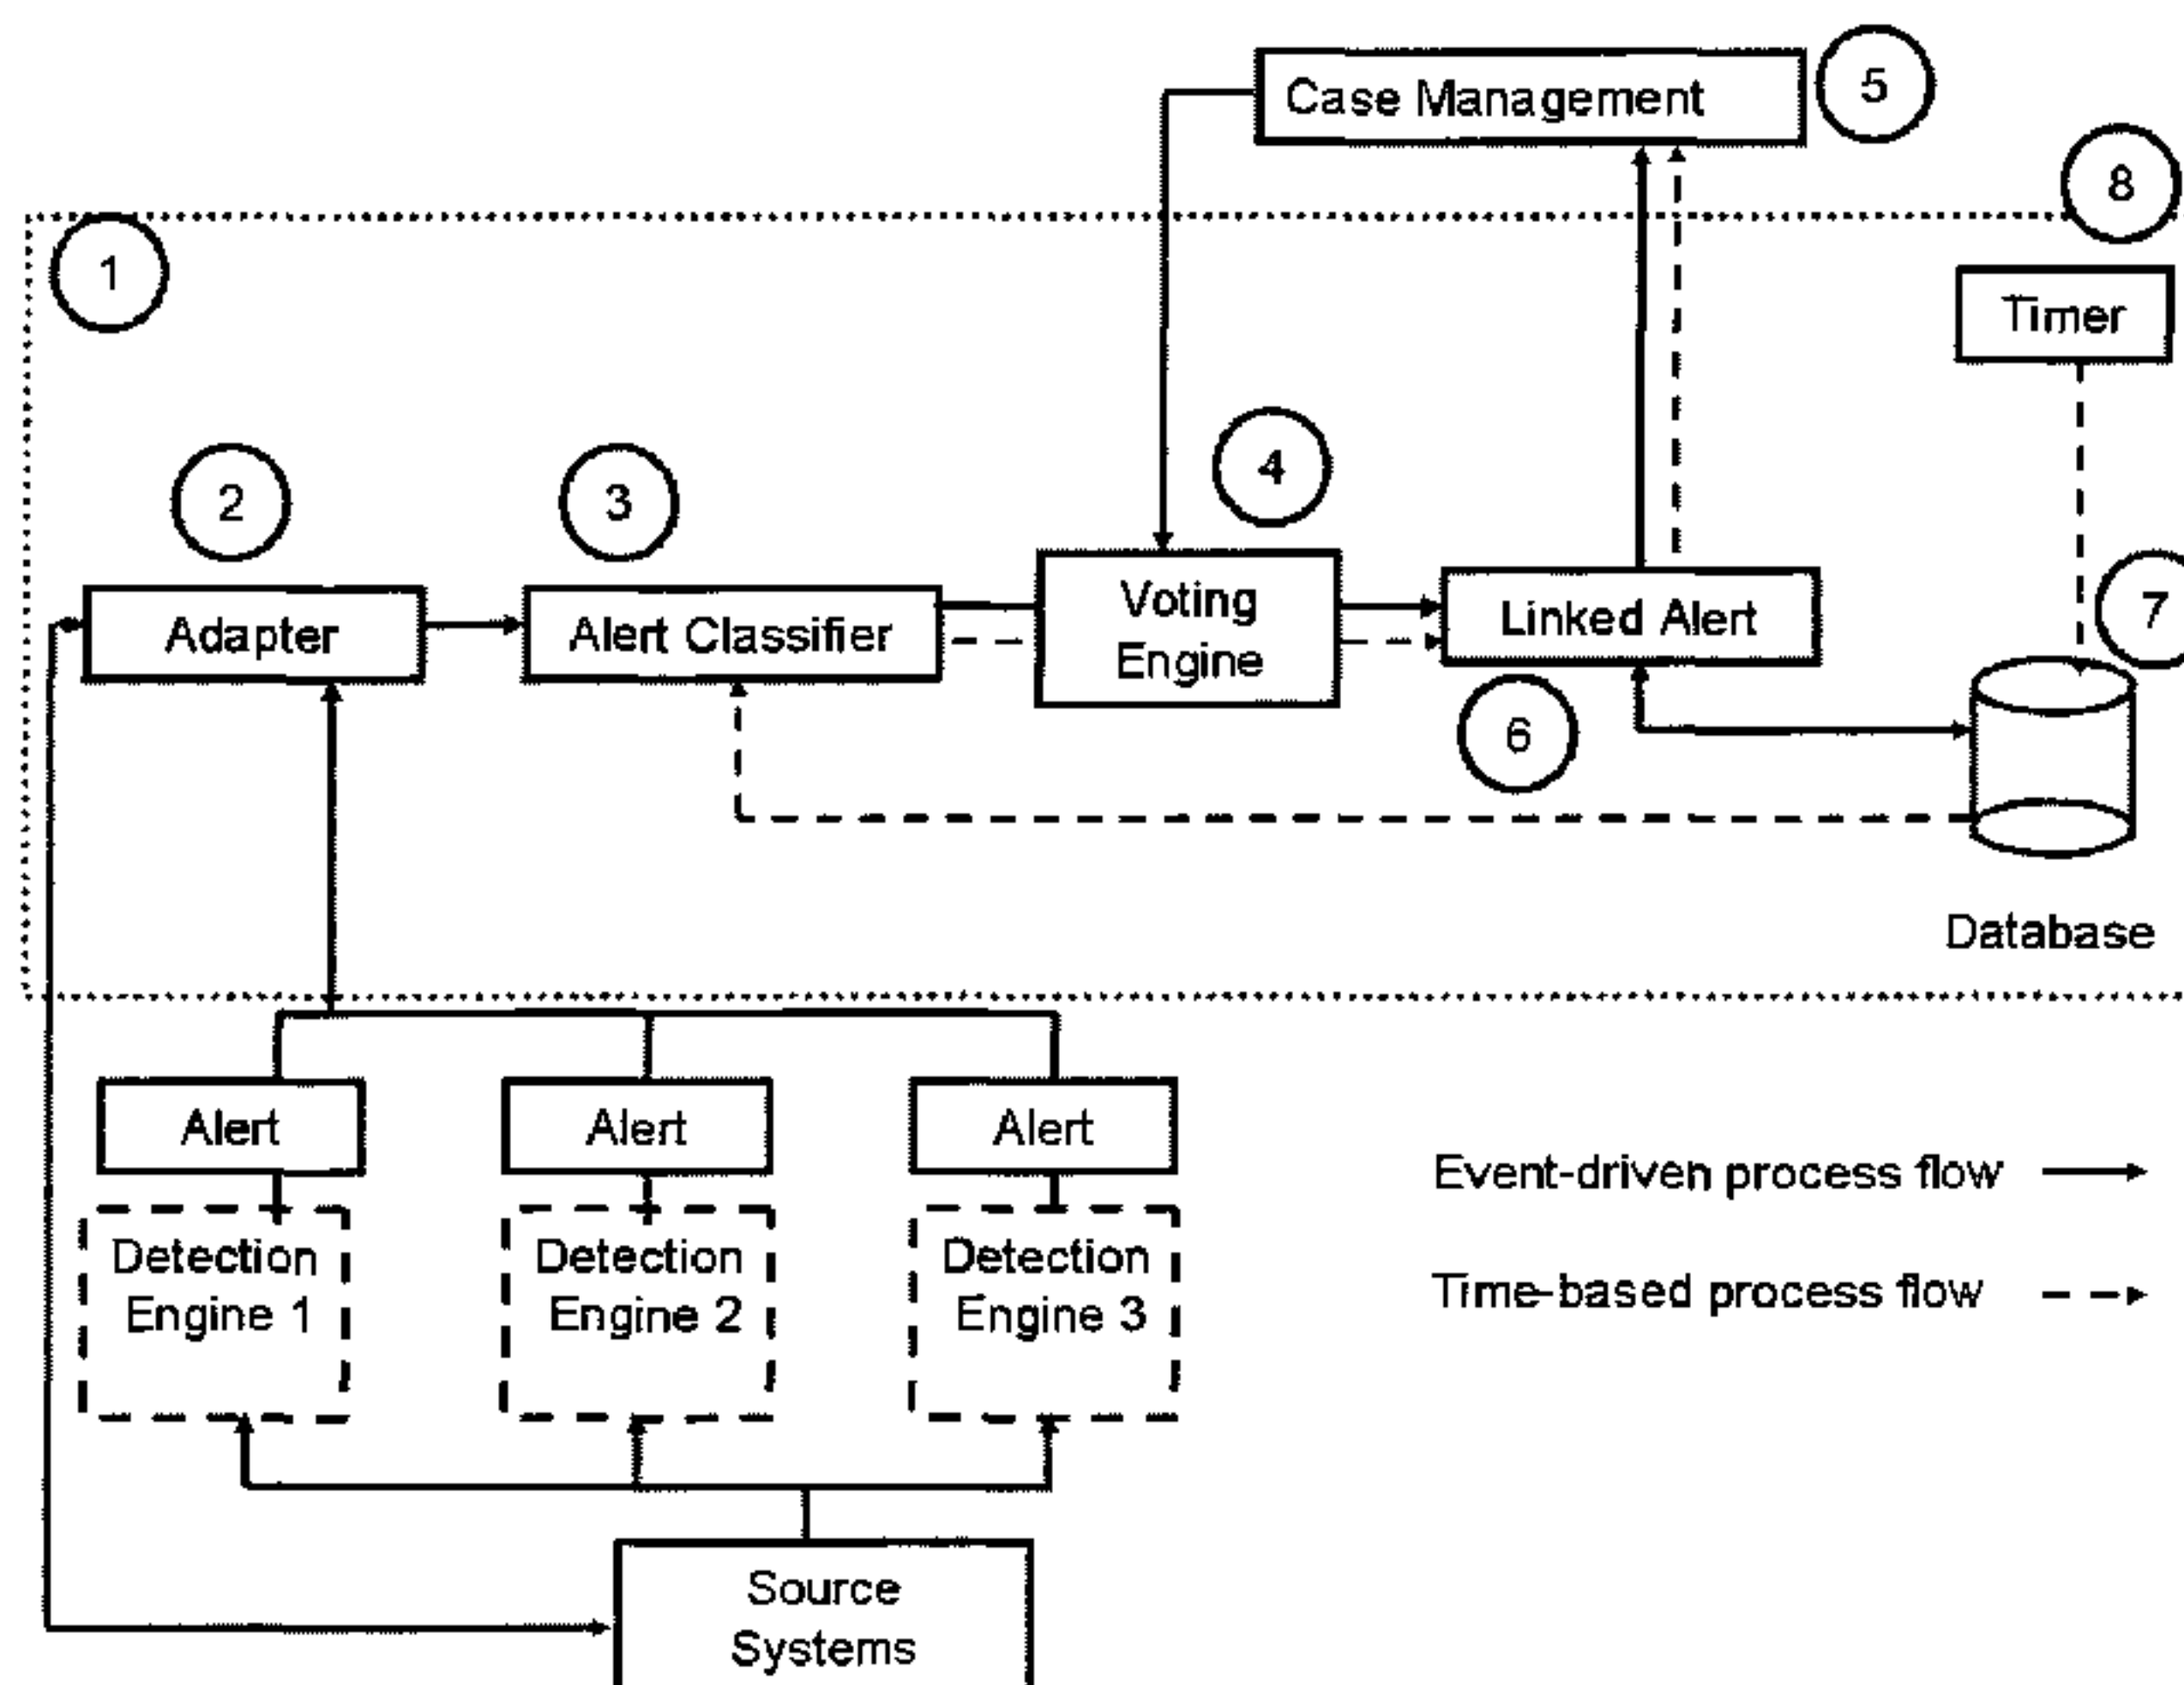 Case Management
5
8
1
Timer
4
2
3
7
Voting
Engine
Adapter
Alert Classifier
Linked Alert
6
Database
Alert
Alert
Alert
Event-driven process flow
Detection
Engine 1
Detection
Engine 2
Detection
Engine 3
Time-based process flow
Source
Systems